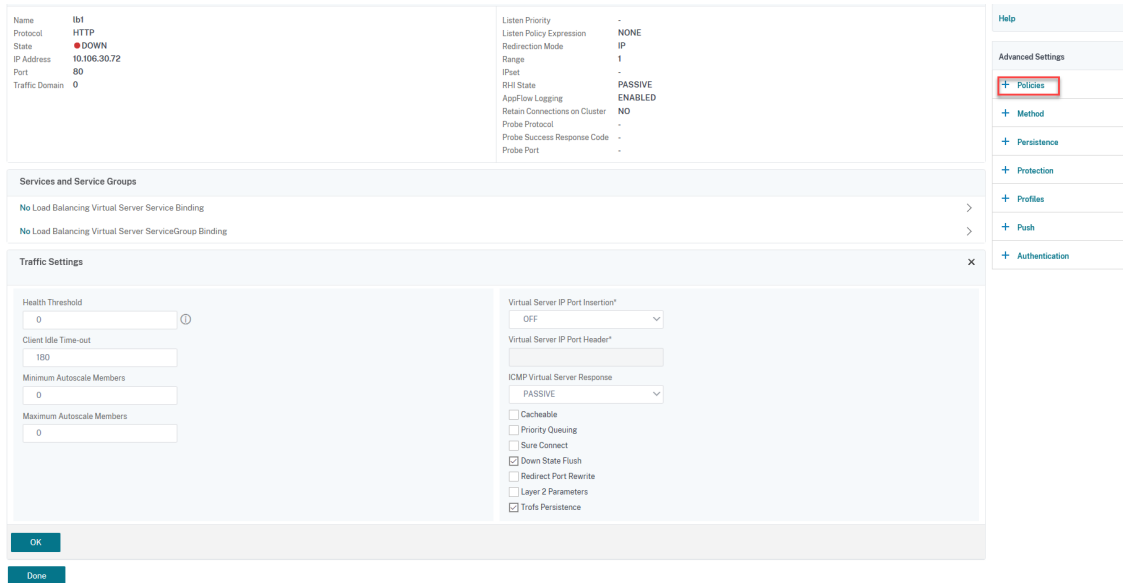 Name lb1
Protocol HTTP
State DOWN
IP Address 10.106.30.72
Port 80
Traffic Domain 0
Listen Priority -
Listen Policy Expression NONE
Redirection Mode IP
Range 1
IPset -
RHI State PASSIVE
AppFlow Logging ENABLED
Retain Connections on Cluster NO
Probe Protocol -
Probe Success Response Code -
Probe Port -
Services and Service Groups
No Load Balancing Virtual Server Service Binding
No Load Balancing Virtual Server ServiceGroup Binding
Traffic Settings
Health Threshold
0
Client Idle Time-out
180
Minimum Autoscale Members
0
Maximum Autoscale Members
0
Virtual Server IP Port Insertion*
OFF
Virtual Server IP Port Header*
ICMP Virtual Server Response
PASSIVE
Cacheable
Priority Queuing
Sure Connect
Down State Flush
Redirect Port Rewrite
Layer 2 Parameters
Trofs Persistence
OK
Done
Help
Advanced Settings
+ Policies
+ Method
+ Persistence
+ Protection
+ Profiles
+ Push
+ Authentication